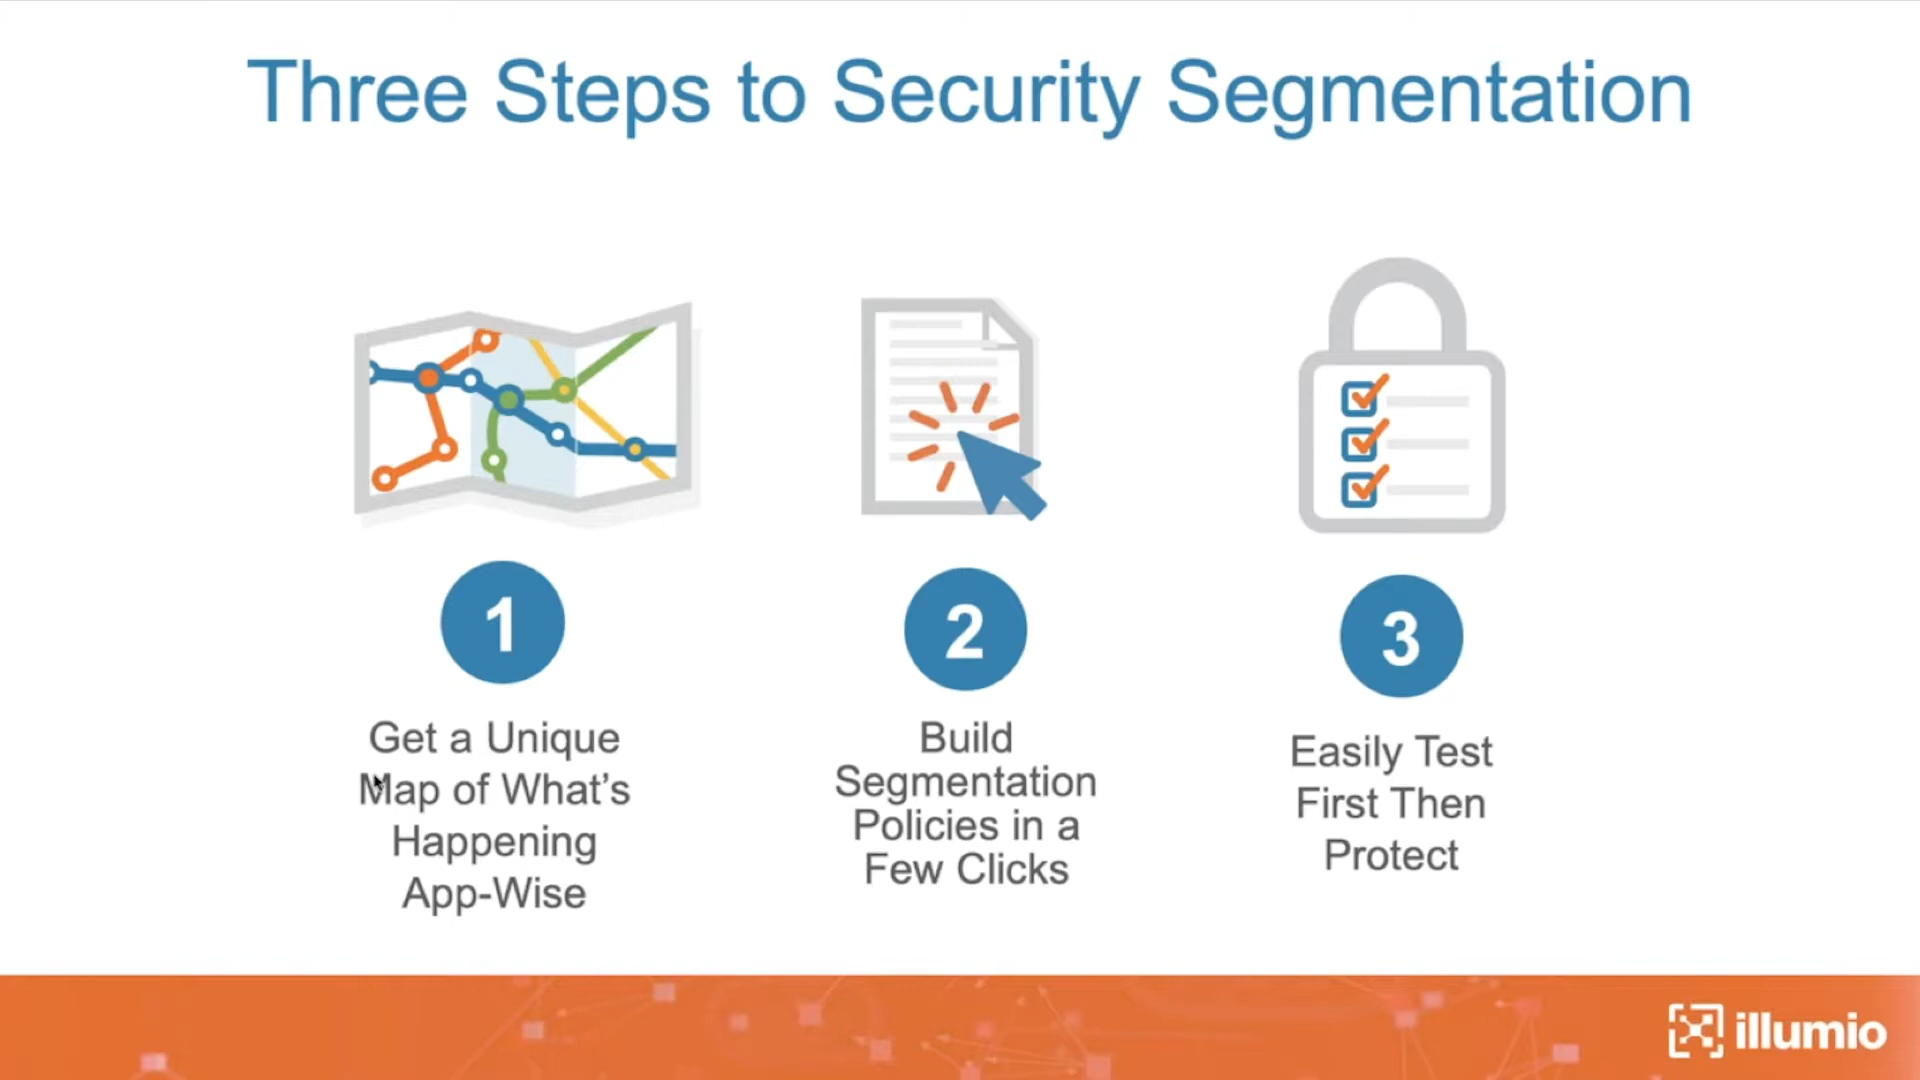 Three Steps to Security Segmentation
1
Get a Unique
Map of What's
Happening
App-Wise
2
Build
Segmentation
Policies in a
Few Clicks
3
Easily Test
First Then
Protect
illumio